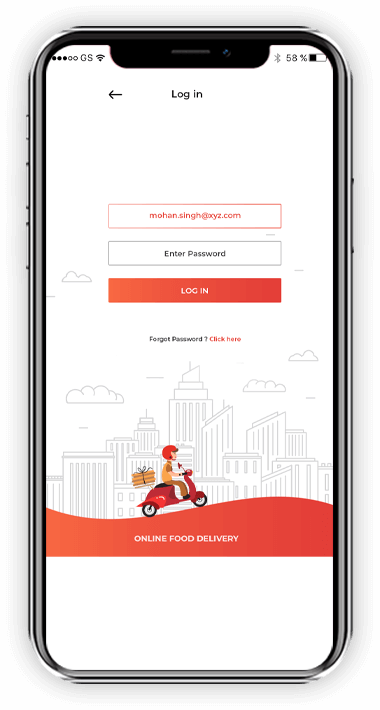 GS 58 %
Log in
mohan.singh@xyz.com
Enter Password
LOG IN
Forgot Password ? Click here
ONLINE FOOD DELIVERY